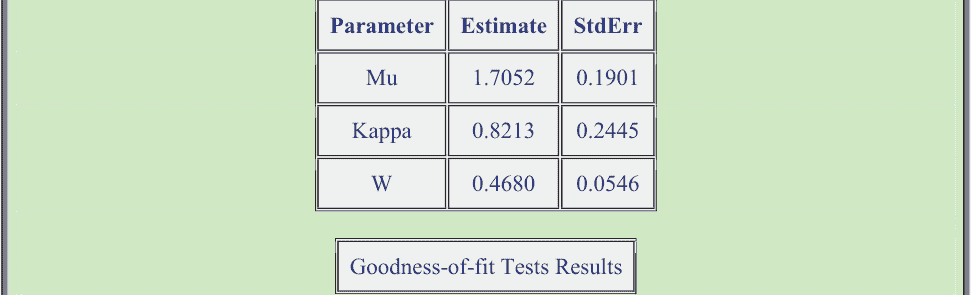 Parameter Estimate StdErr
Mu 1.7052 0.1901
Kappa 0.8213 0.2445
W 0.4680 0.0546
Goodness-of-fit Tests Results